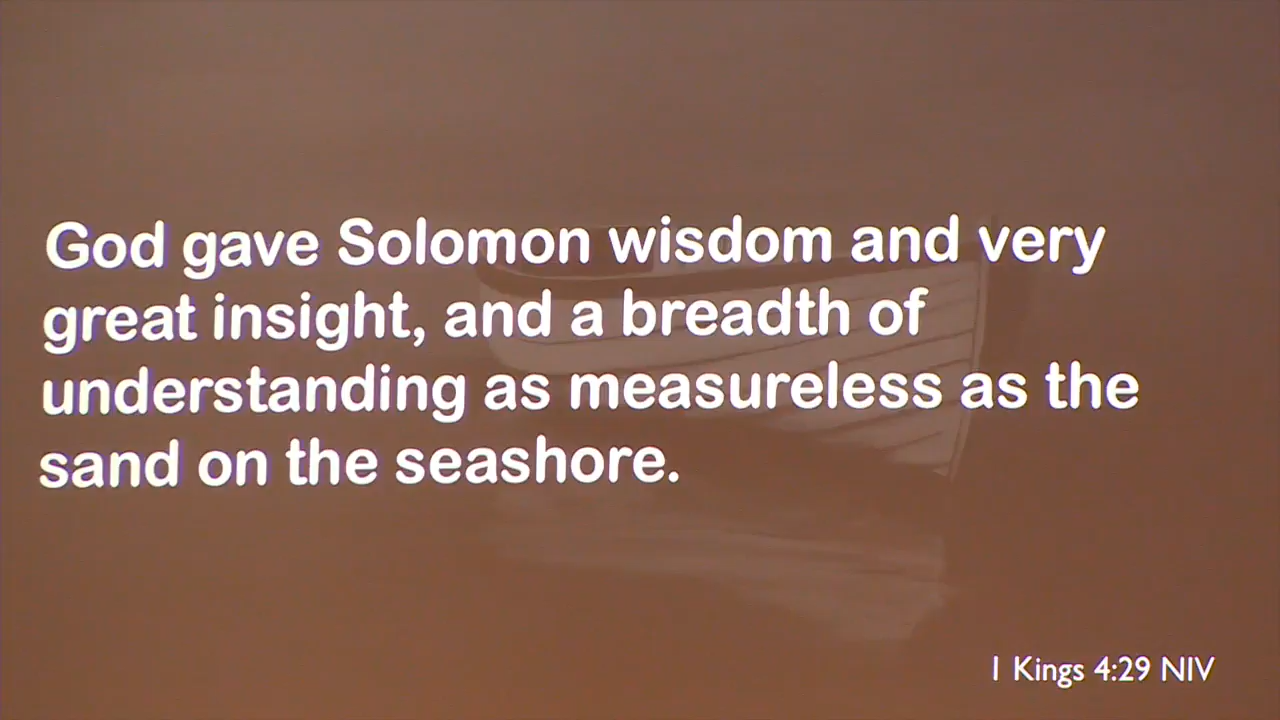 God gave Solomon wisdom and very
great insight, and a breadth of
understanding as measureless as the
sand on the seashore.
1 Kings 4:29 NIV